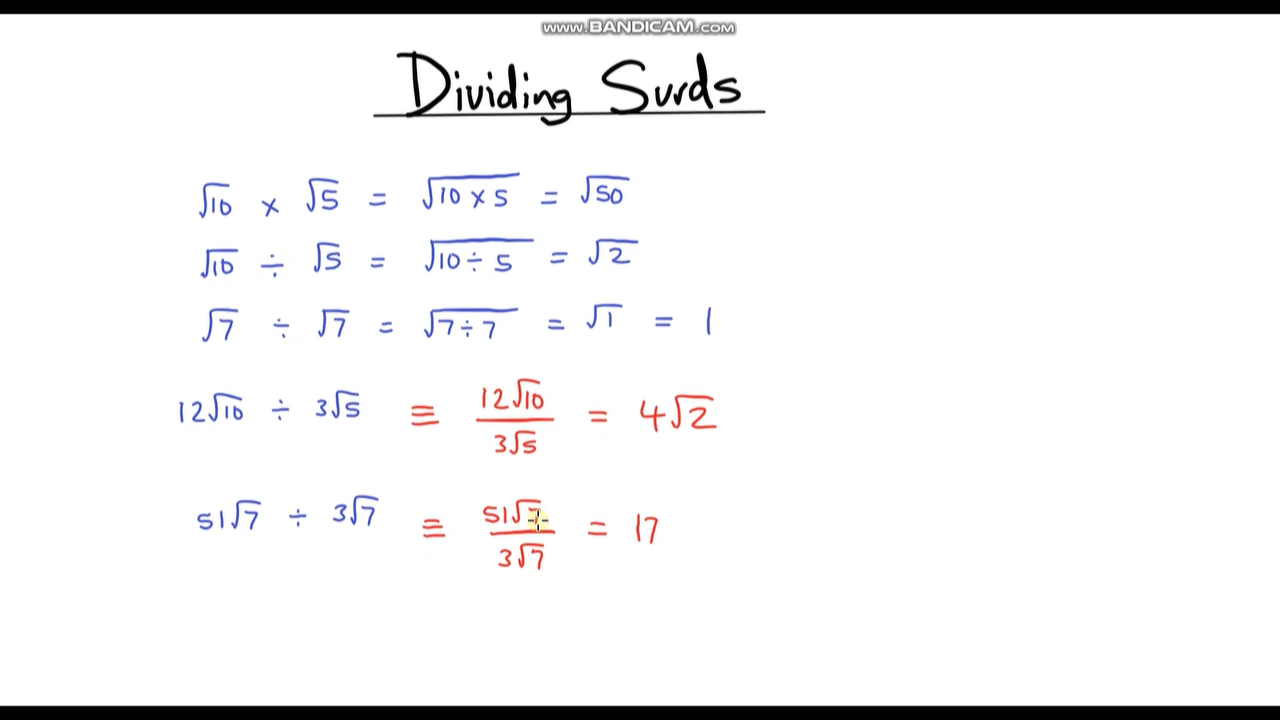 www.BANDICAM.com
Dividing Surds
√10 × √5 = √10 × 5 = √50
√10 ÷ √5 = √10 ÷ 5 = √2
√7 ÷ √7 = √7 ÷ 7 = √1 = 1
12√10 ÷ 3√5 ≡ 12√10 / 3√5 = 4√2
51√7 ÷ 3√7 ≡ 51√7 / 3√7 = 17